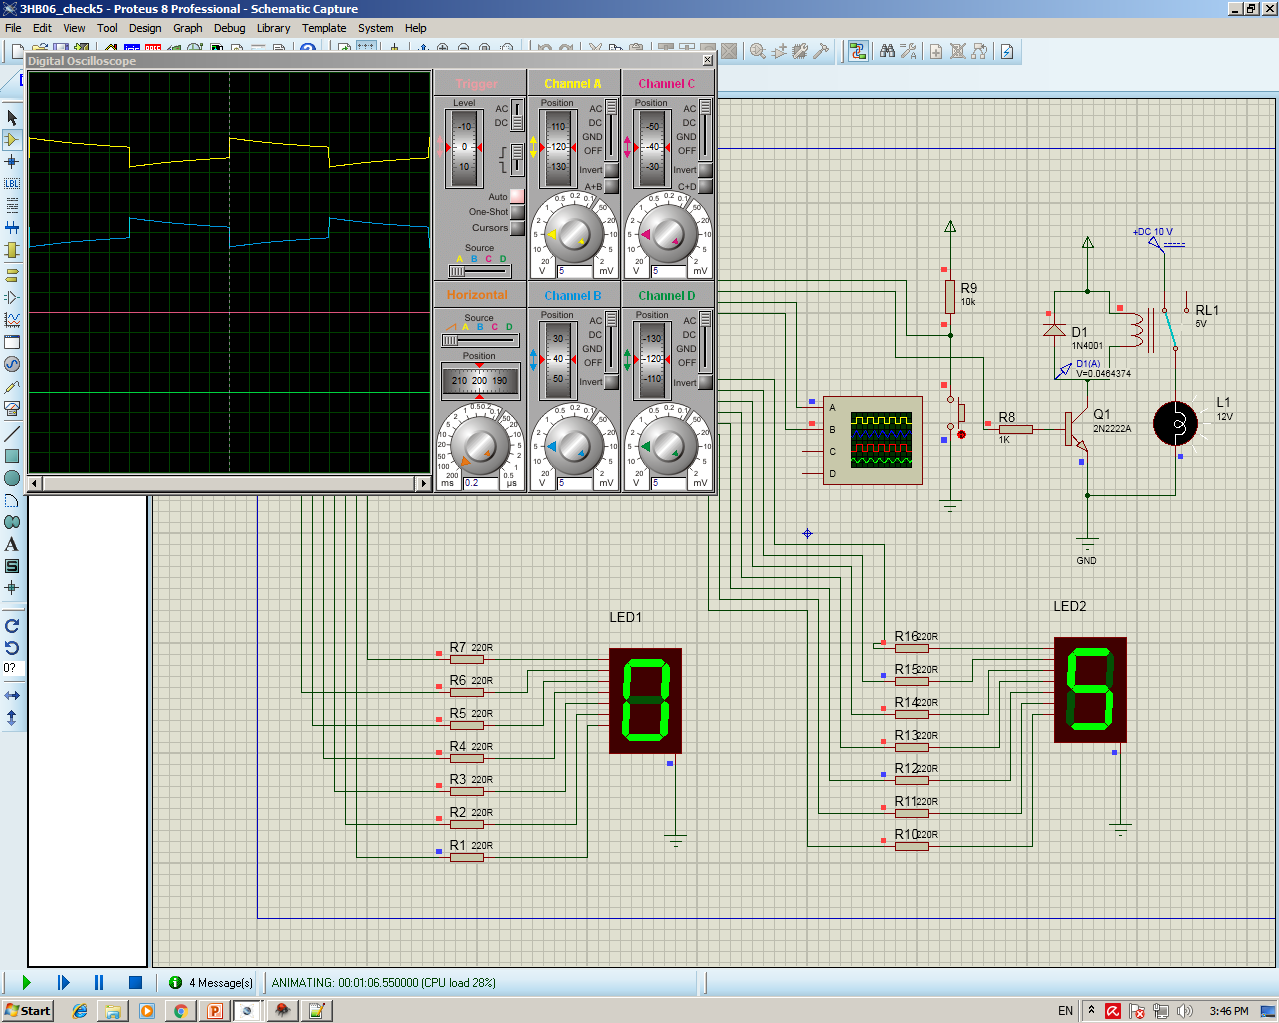 3HB06_check5 - Proteus 8 Professional - Schematic Capture
File Edit View Tool Design Graph Debug Library Template System Help
Digital Oscilloscope
Trigger
Level
-10
0
10
AC
DC
Auto
One-Shot
Cursors
Source
A B C D
Channel A
Position
110
120
130
AC
DC
GND
OFF
Invert
A+B
V 5 mV
Channel C
Position
-50
-40
-30
AC
DC
GND
OFF
Invert
C+D
V 5 mV
Horizontal
Source
A B C D
Position
210 200 190
ms 0.2 µs
Channel B
Position
30
40
50
AC
DC
GND
OFF
Invert
V 5 mV
Channel D
Position
-130
-120
-110
AC
DC
GND
OFF
Invert
V 5 mV
LBL
A
S
0?
A
B
C
D
R9
10k
R8
1K
+DC 10 V
D1
1N4001
D1(A)
V=0.0464374
RL1
5V
Q1
2N2222A
L1
12V
GND
LED1
R7 220R
R6 220R
R5 220R
R4 220R
R3 220R
R2 220R
R1 220R
LED2
R16 220R
R15 220R
R14 220R
R13 220R
R12 220R
R11 220R
R10 220R
0
5
4 Message(s)
ANIMATING: 00:01:06.550000 (CPU load 28%)
Start
EN
3:46 PM